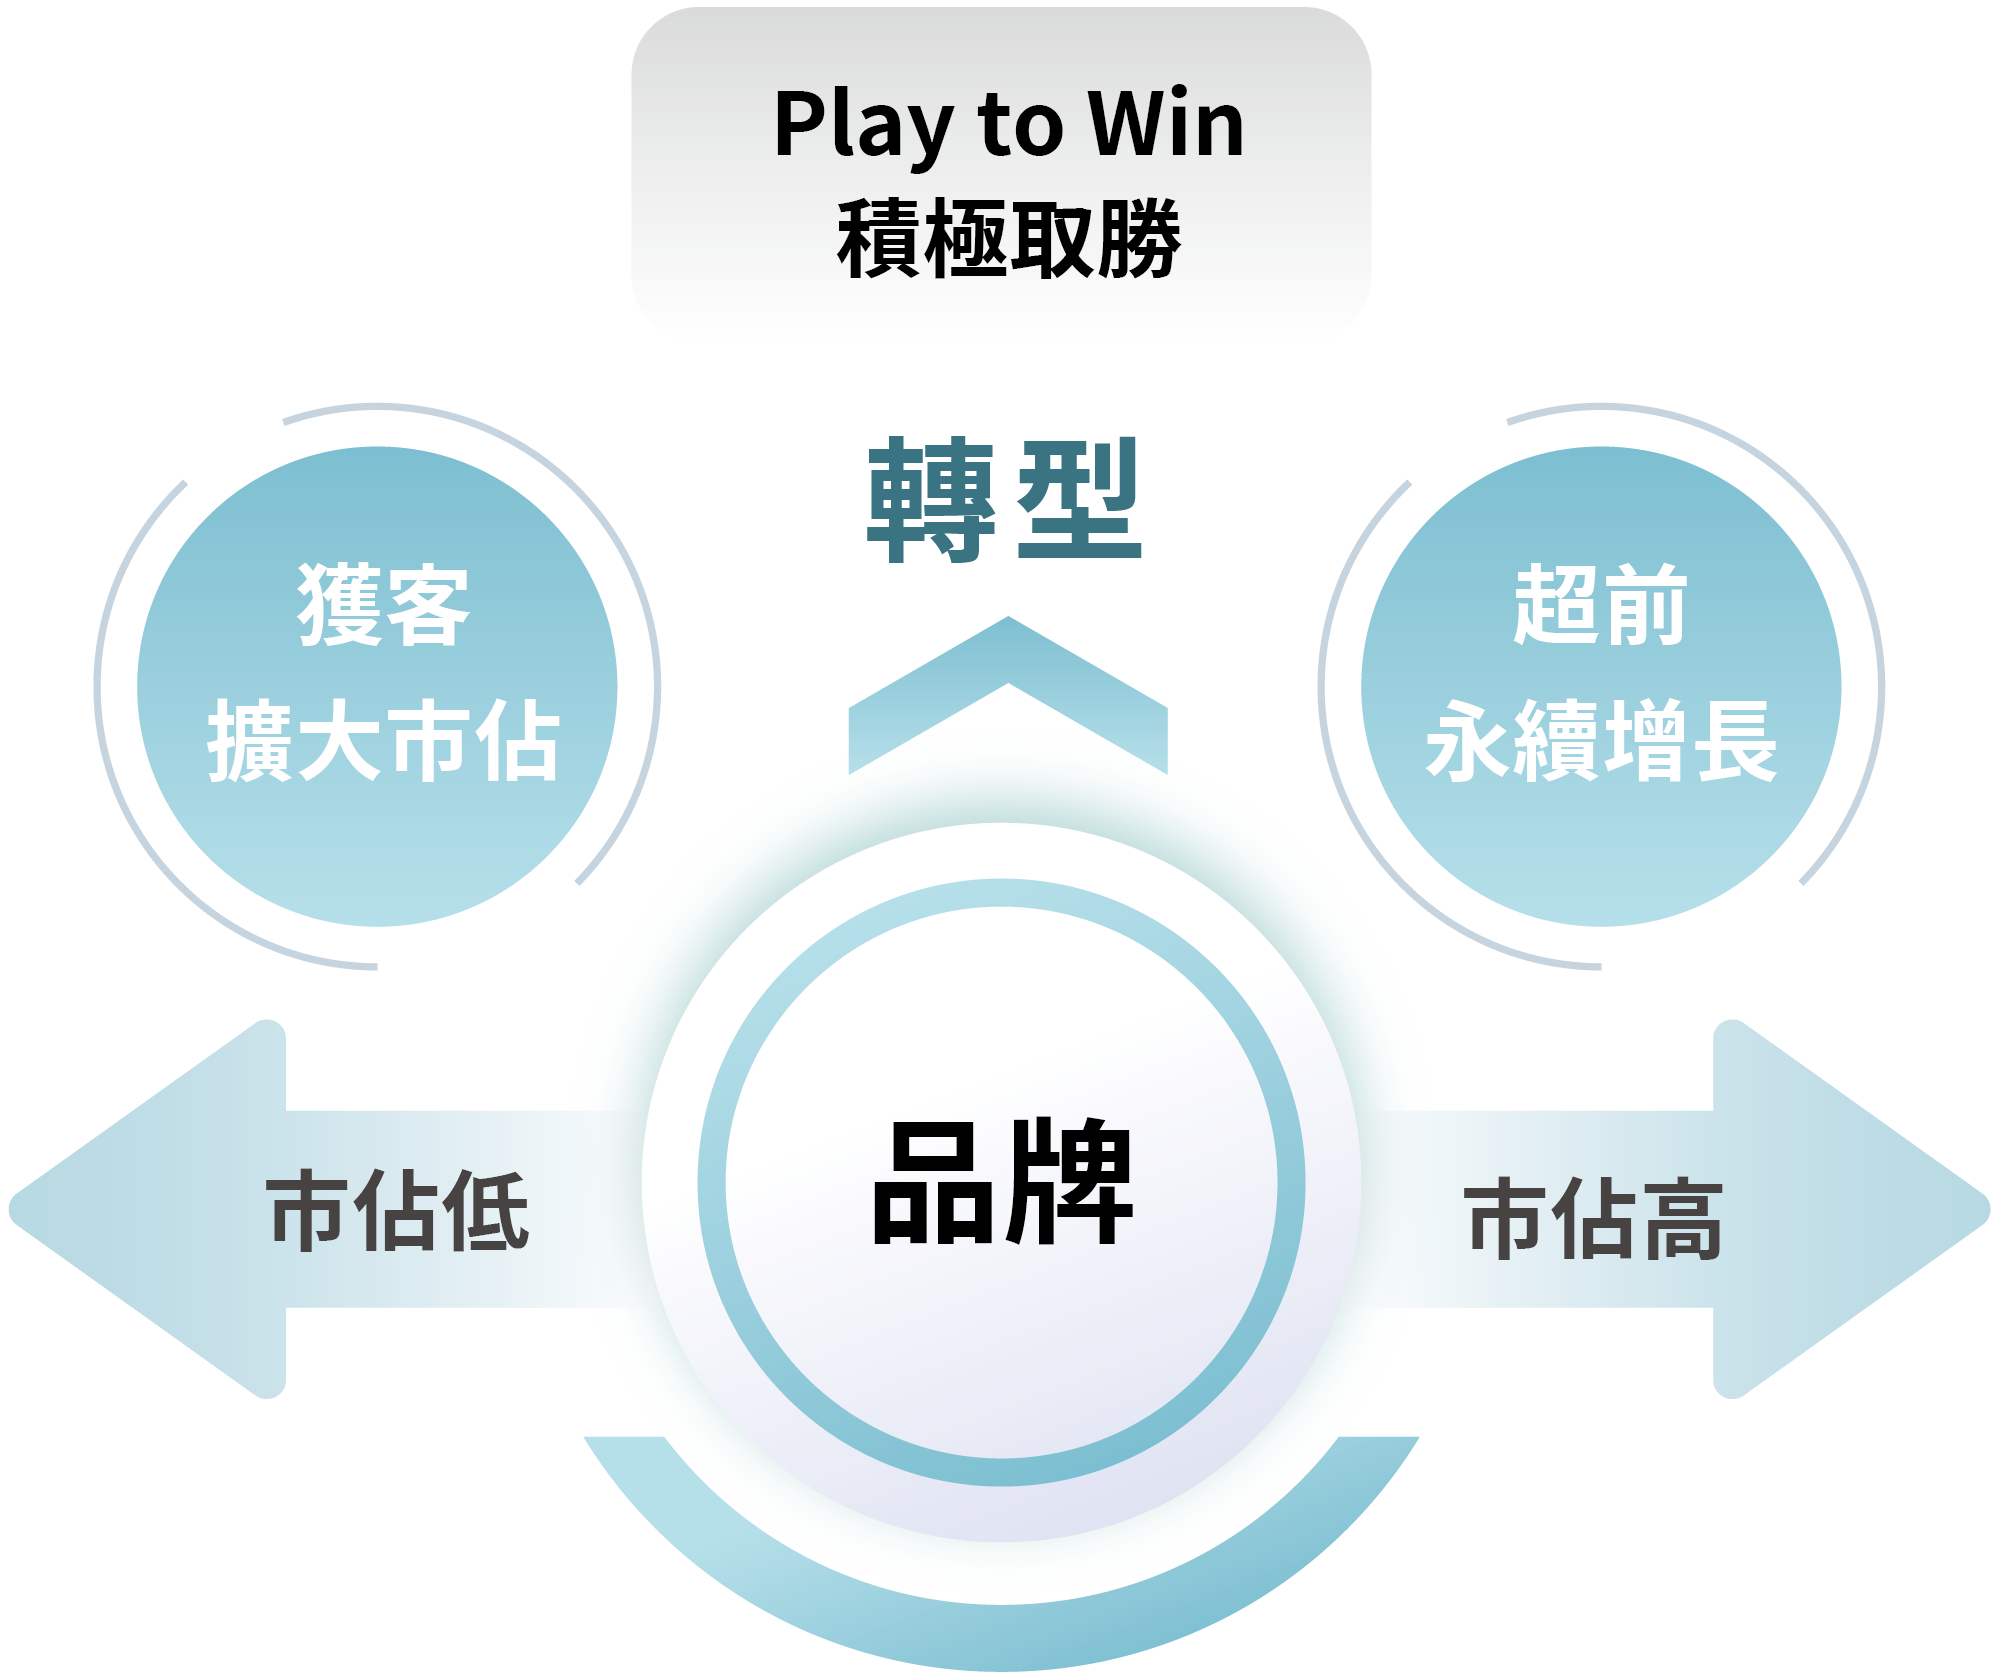 Play to Win
積極取勝
轉型
獲客
擴大市佔
超前
永續增長
品牌
市佔低
市佔高